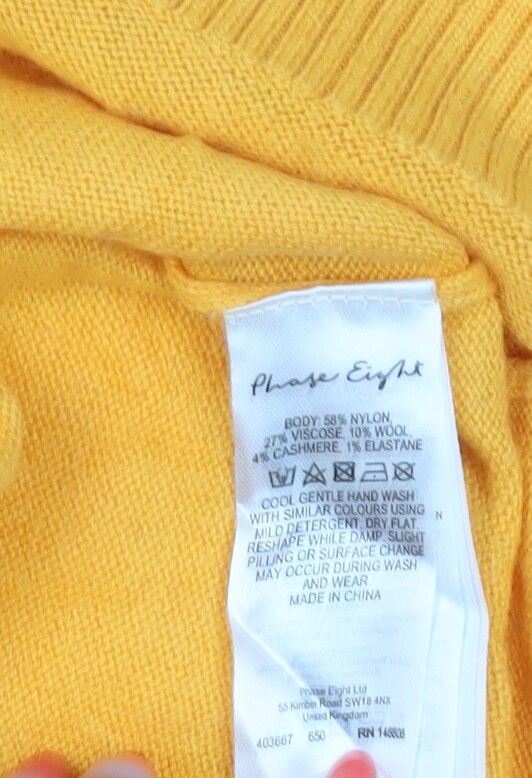 Phase Eight
BODY: 58% NYLON,
27% VISCOSE, 10% WOOL,
4% CASHMERE, 1% ELASTANE
COOL GENTLE HAND WASH
WITH SIMILAR COLOURS USING
MILD DETERGENT. DRY FLAT.
RESHAPE WHILE DAMP. SLIGHT
PILLING OR SURFACE CHANGE
MAY OCCUR DURING WASH
AND WEAR
MADE IN CHINA
N
Phase Eight Ltd
55 Kimber Road SW18 4NX
United Kingdom
403667 650 RN